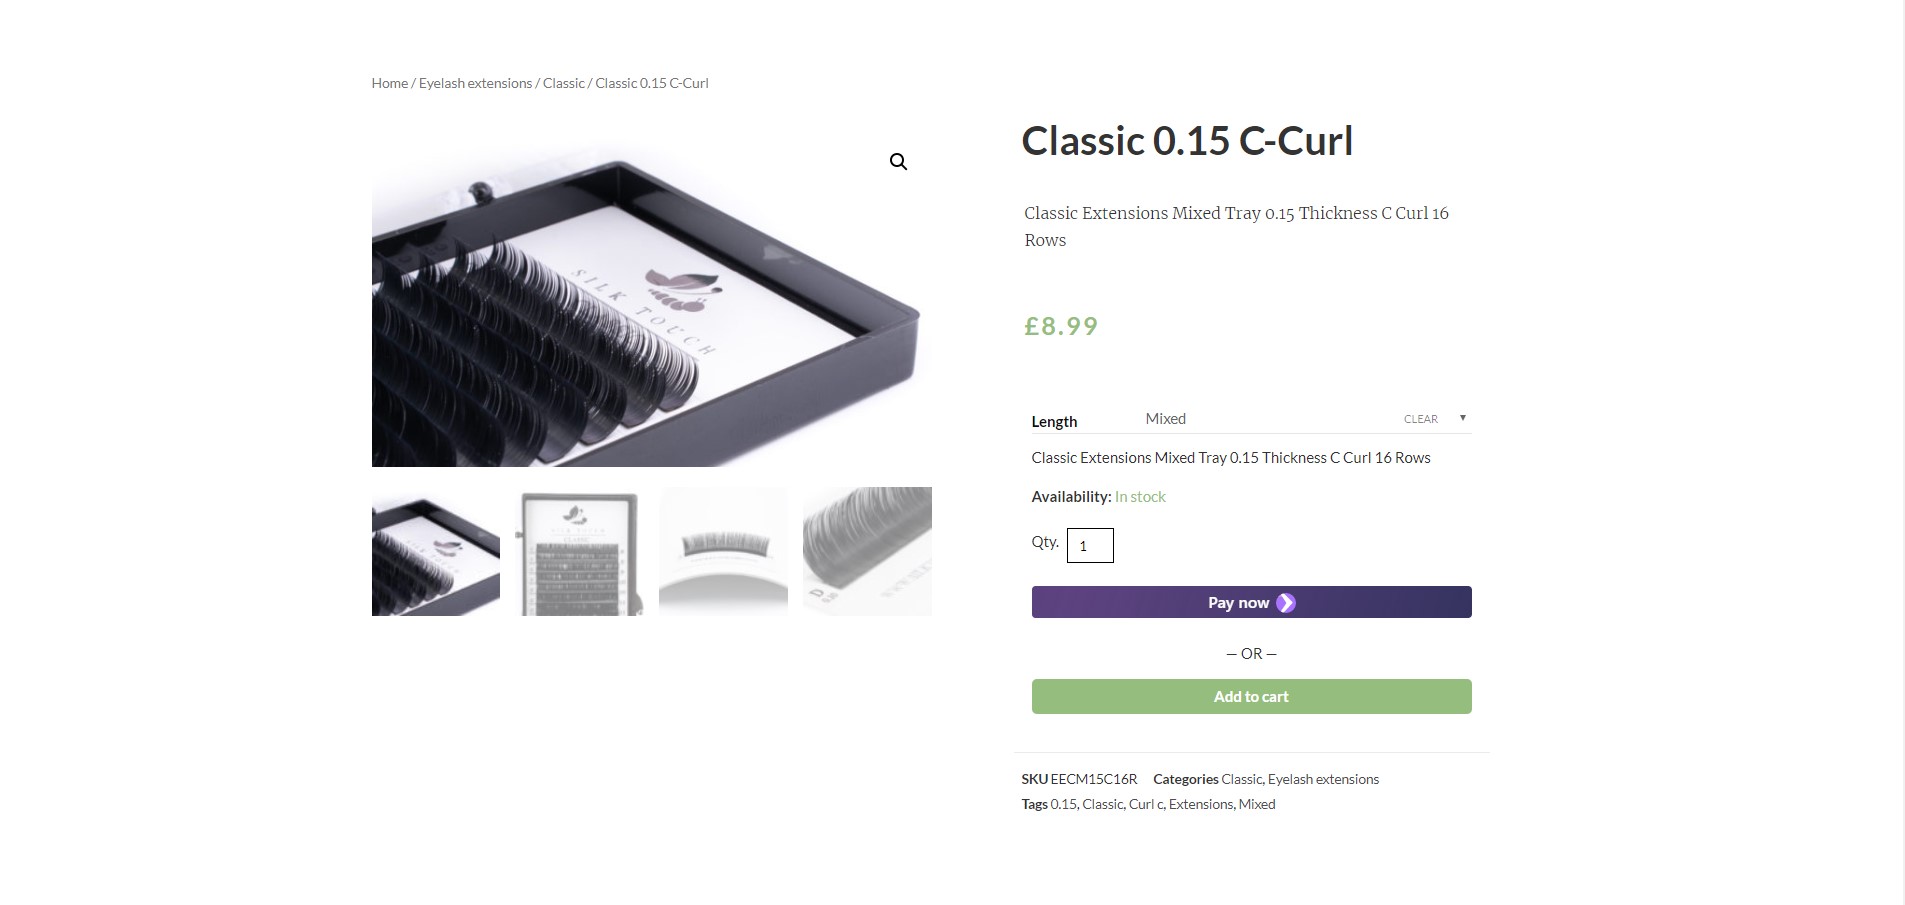 Home / Eyelash extensions / Classic / Classic 0.15 C-Curl
SILK TOUCH
Classic 0.15 C-Curl
Classic Extensions Mixed Tray 0.15 Thickness C Curl 16
Rows
£8.99
Length Mixed CLEAR
Classic Extensions Mixed Tray 0.15 Thickness C Curl 16 Rows
Availability: In stock
Qty. 1
Pay now
— OR —
Add to cart
SKU EECM15C16R Categories Classic, Eyelash extensions
Tags 0.15, Classic, Curl c, Extensions, Mixed